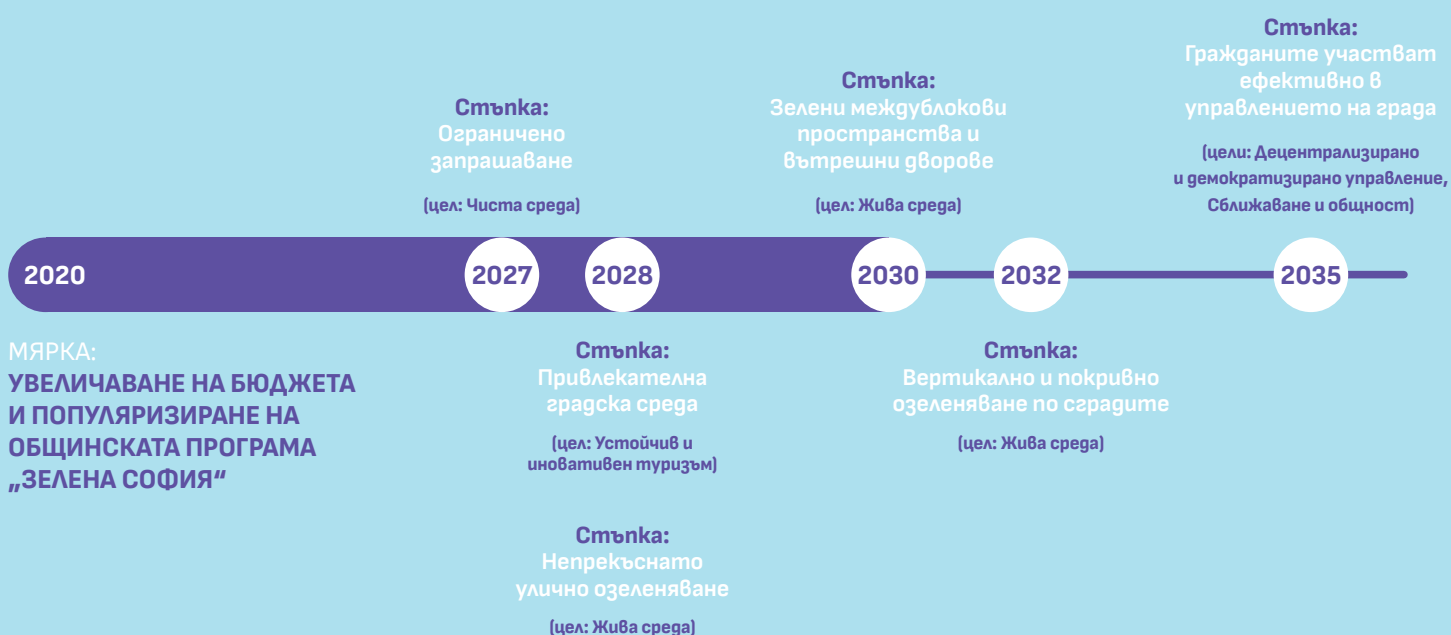 Стъпка:
Гражданите участват
ефективно в
управлението на града
(цели: Децентрализирано
и демократизирано управление,
Сближаване и общност)
Стъпка:
Зелени междублокови
пространства и
вътрешни дворове
(цел: Жива среда)
Стъпка:
Ограничено
запрашаване
(цел: Чиста среда)
2020
2027
2028
2030
2032
2035
МЯРКА:
УВЕЛИЧАВАНЕ НА БЮДЖЕТА
И ПОПУЛЯРИЗИРАНЕ НА
ОБЩИНСКАТА ПРОГРАМА
„ЗЕЛЕНА СОФИЯ“
Стъпка:
Привлекателна
градска среда
(цел: Устойчив и
иновативен туризъм)
Стъпка:
Непрекъснато
улично озеленяване
(цел: Жива среда)
Стъпка:
Вертикално и покривно
озеленяване по сградите
(цел: Жива среда)